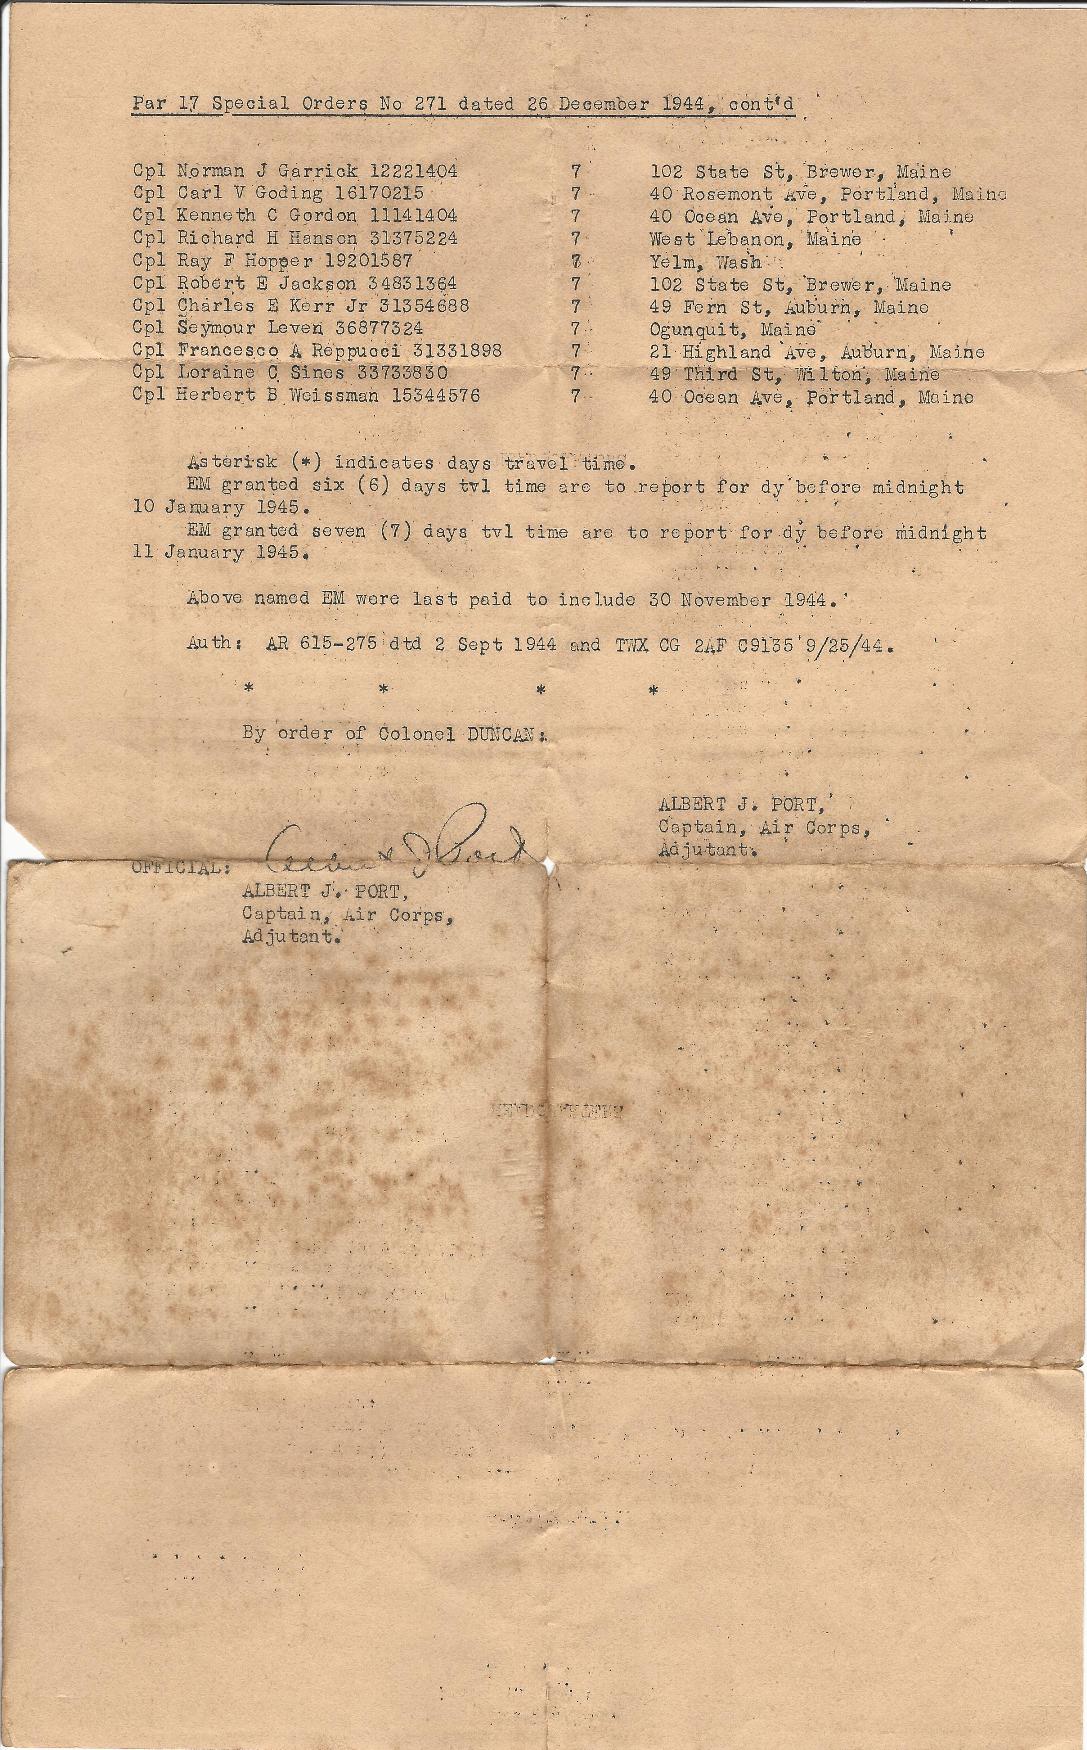 Par 17 Special Orders No 271 dated 26 December 1944, cont'd
Cpl Norman J Garrick 12221404 7 102 State St, Brewer, Maine
Cpl Carl V Goding 16170215 7 40 Rosemont Ave, Portland, Maine
Cpl Kenneth C Gordon 11141404 7 40 Ocean Ave, Portland, Maine
Cpl Richard H Hanson 31375224 7 West Lebanon, Maine
Cpl Ray F Hopper 19201587 7 Yelm, Wash
Cpl Robert E Jackson 34831364 7 102 State St, Brewer, Maine
Cpl Charles E Kerr Jr 31354688 7 49 Fern St, Auburn, Maine
Cpl Seymour Leven 36877324 7 Ogunquit, Maine
Cpl Francesco A Reppucci 31331898 7 21 Highland Ave, Auburn, Maine
Cpl Loraine C Sines 33733830 7 49 Third St, Wilton, Maine
Cpl Herbert B Weissman 15344576 7 40 Ocean Ave, Portland, Maine
Asterisk (*) indicates days travel time.
EM granted six (6) days tvl time are to report for dy before midnight
10 January 1945.
EM granted seven (7) days tvl time are to report for dy before midnight
11 January 1945.
Above named EM were last paid to include 30 November 1944.
Auth: AR 615-275 dtd 2 Sept 1944 and TWX CG 2AF C9135 9/25/44.
* * * *
By order of Colonel DUNCAN:
ALBERT J. PORT,
Captain, Air Corps,
Adjutant.
OFFICIAL: Albert J Port
ALBERT J. PORT,
Captain, Air Corps,
Adjutant.